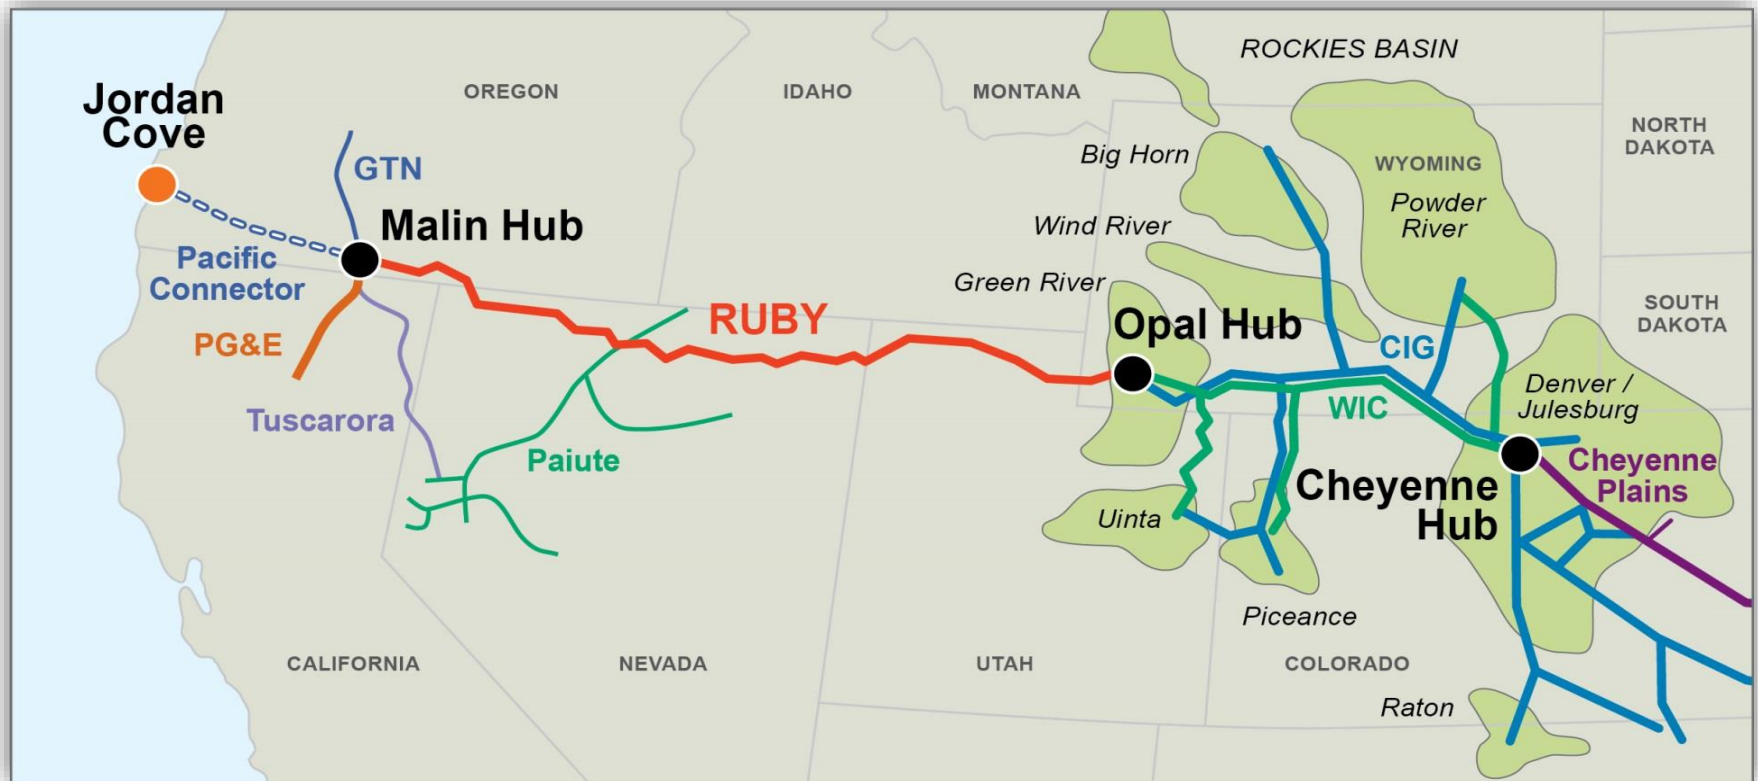 ROCKIES BASIN
Jordan
Cove
OREGON
IDAHO
MONTANA
NORTH
DAKOTA
Big Horn
WYOMING
GTN
Powder
River
Malin Hub
Wind River
Pacific
Connector
Green River
SOUTH
DAKOTA
RUBY
Opal Hub
PG&E
CIG
Denver /
Julesburg
WIC
Tuscarora
Paiute
Cheyenne
Plains
Cheyenne
Hub
Uinta
Piceance
CALIFORNIA
NEVADA
UTAH
COLORADO
Raton